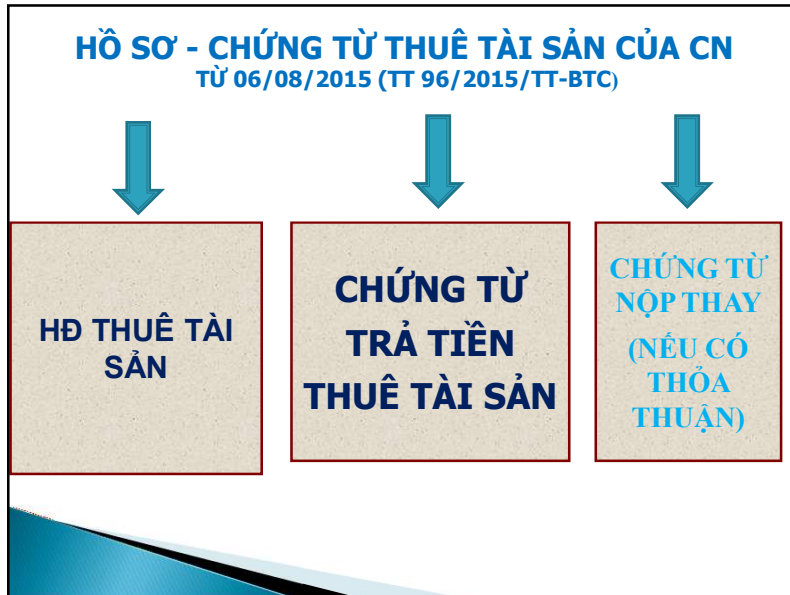 HỒ SƠ - CHỨNG TỪ THUÊ TÀI SẢN CỦA CN
TỪ 06/08/2015 (TT 96/2015/TT-BTC)
HĐ THUÊ TÀI
SẢN
CHỨNG TỪ
TRẢ TIỀN
THUÊ TÀI SẢN
CHỨNG TỪ
NỘP THAY
(NẾU CÓ
THỎA
THUẬN)